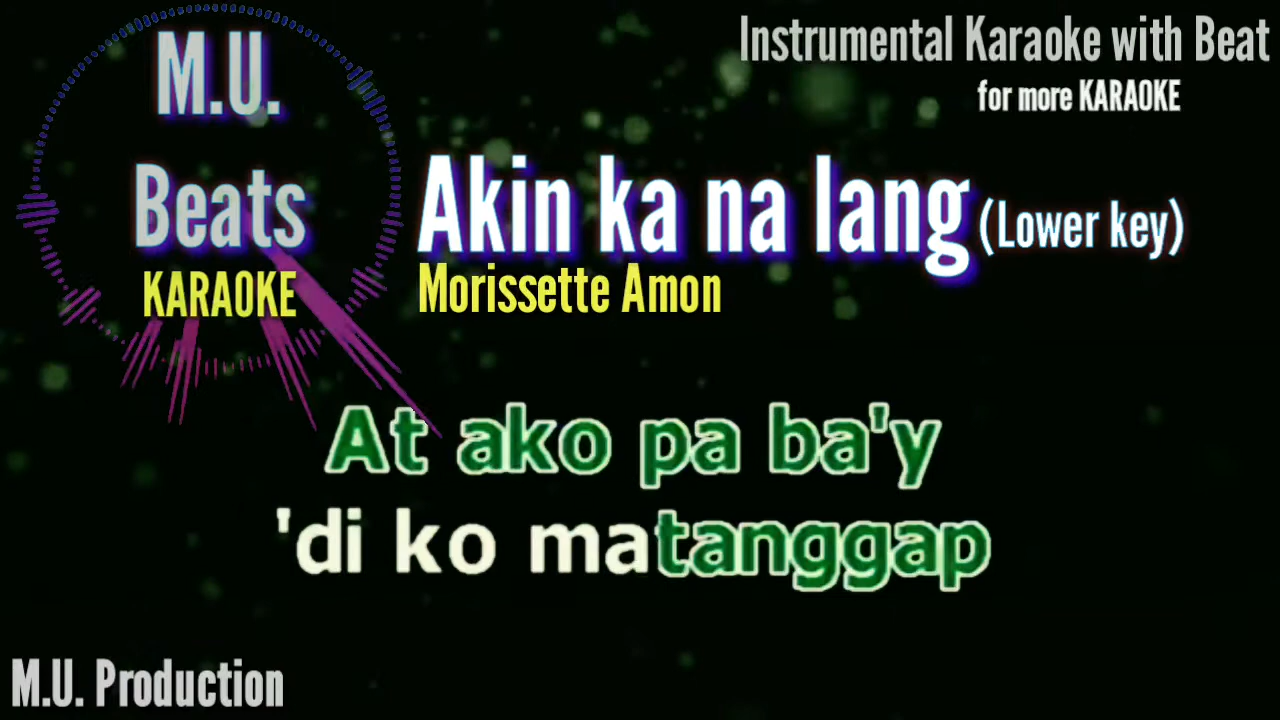 M.U.
Beats
KARAOKE
Instrumental Karaoke with Beat
for more KARAOKE
Akin ka na lang (Lower key)
Morissette Amon
At ako pa ba'y
'di ko matanggap
M.U. Production